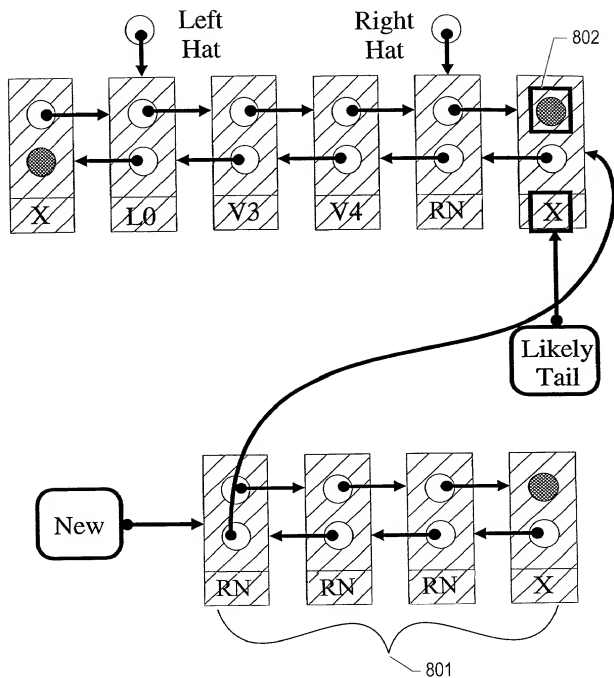 Left
Hat
Right
Hat
802
X L0 V3 V4 RN X
Likely
Tail
New
RN RN RN X
801